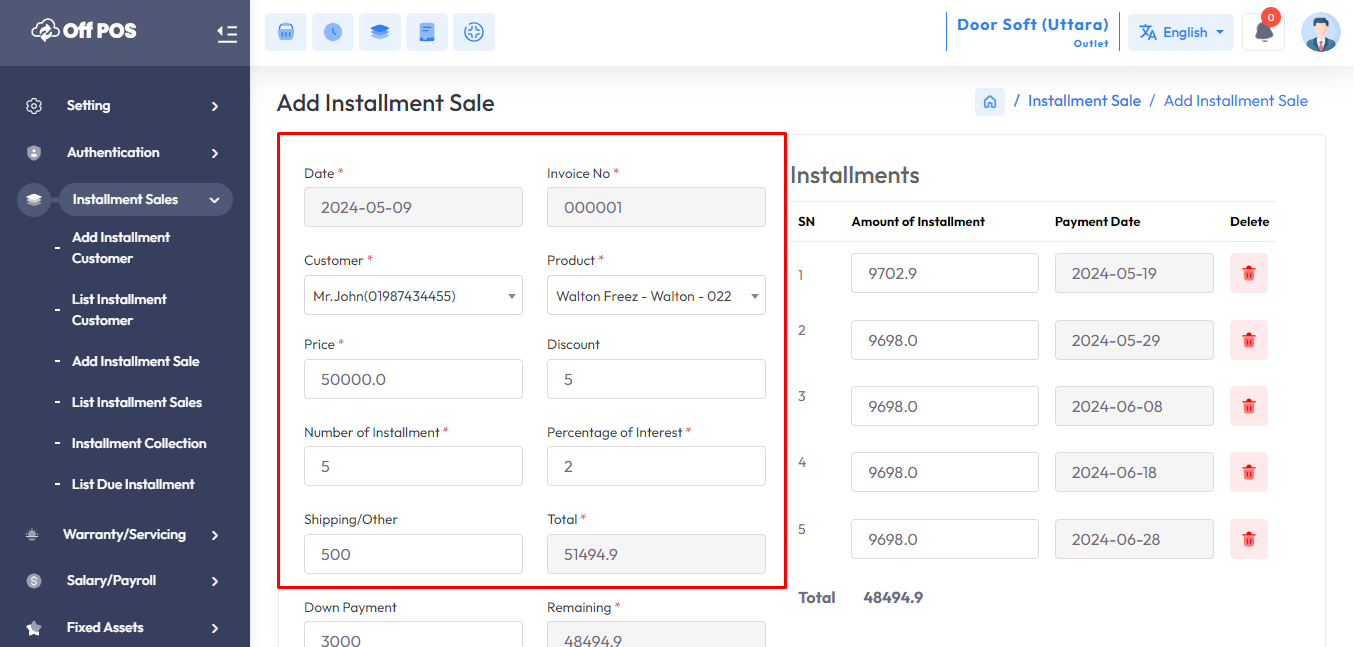 Off POS
Door Soft (Uttara)
Outlet
English
0
Setting
Authentication
Installment Sales
- Add Installment
Customer
- List Installment
Customer
- Add Installment Sale
- List Installment Sales
- Installment Collection
- List Due Installment
Warranty/Servicing
Salary/Payroll
Fixed Assets
Add Installment Sale
/ Installment Sale / Add Installment Sale
Date * Invoice No *
2024-05-09 000001
Customer * Product *
Mr.John(01987434455) Walton Freez - Walton - 022
Price * Discount
50000.0 5
Number of Installment * Percentage of Interest *
5 2
Shipping/Other Total *
500 51494.9
Down Payment Remaining *
3000 48494.9
Installments
SN Amount of Installment Payment Date Delete
1 9702.9 2024-05-19
2 9698.0 2024-05-29
3 9698.0 2024-06-08
4 9698.0 2024-06-18
5 9698.0 2024-06-28
Total 48494.9